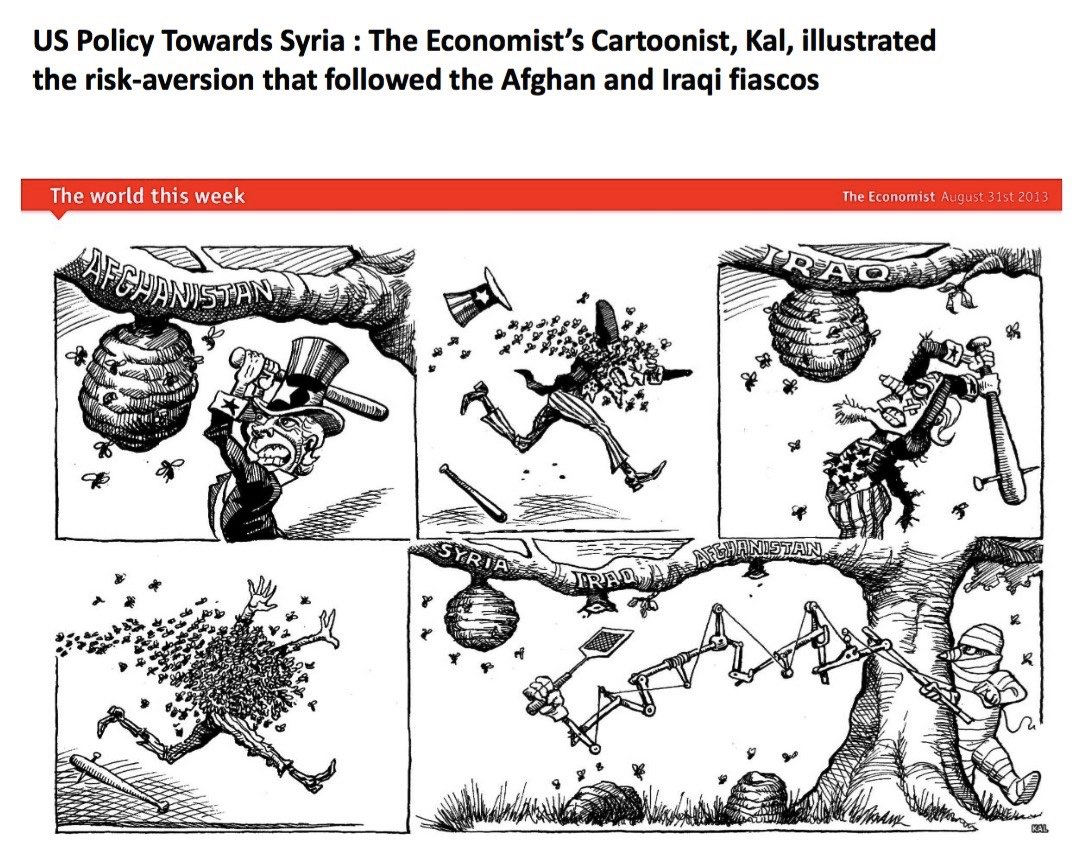 US Policy Towards Syria : The Economist’s Cartoonist, Kal, illustrated
the risk-aversion that followed the Afghan and Iraqi fiascos
The world this week
The Economist August 31st 2013
AFGHANISTAN
IRAQ
SYRIA
IRAQ
AFGHANISTAN
KAL